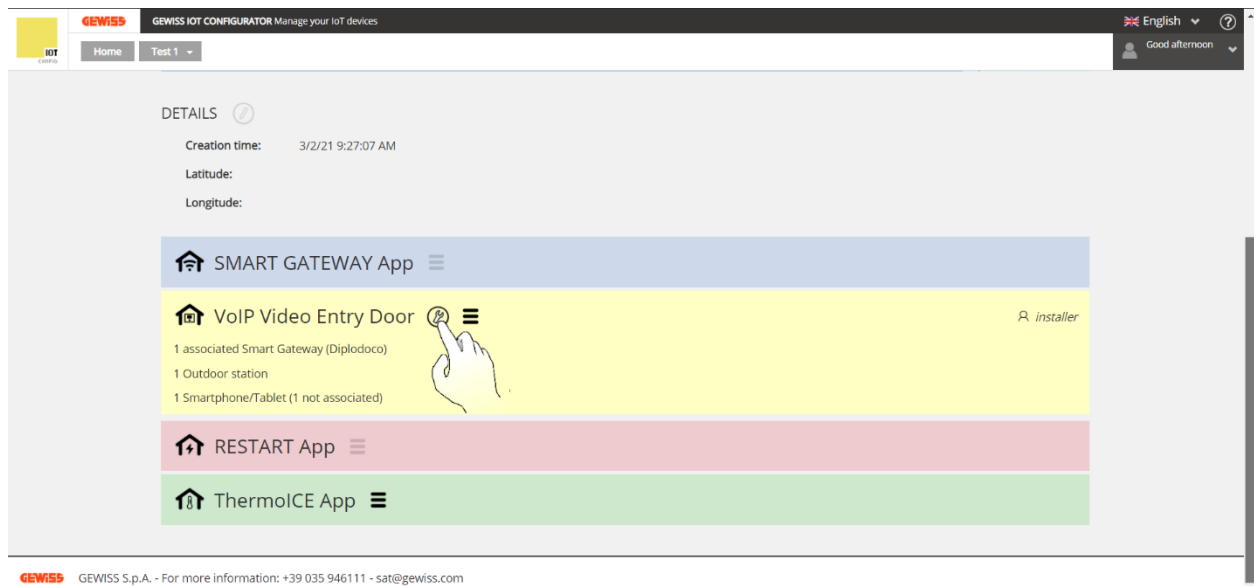 GEWISS GEWISS IOT CONFIGURATOR Manage your IoT devices English ?
IOT
CONFIG
Home Test 1 Good afternoon
DETAILS
Creation time: 3/2/21 9:27:07 AM
Latitude:
Longitude:
SMART GATEWAY App
VoIP Video Entry Door installer
1 associated Smart Gateway (Diplodoco)
1 Outdoor station
1 Smartphone/Tablet (1 not associated)
RESTART App
ThermoICE App
GEWISS GEWISS S.p.A. - For more information: +39 035 946111 - sat@gewiss.com